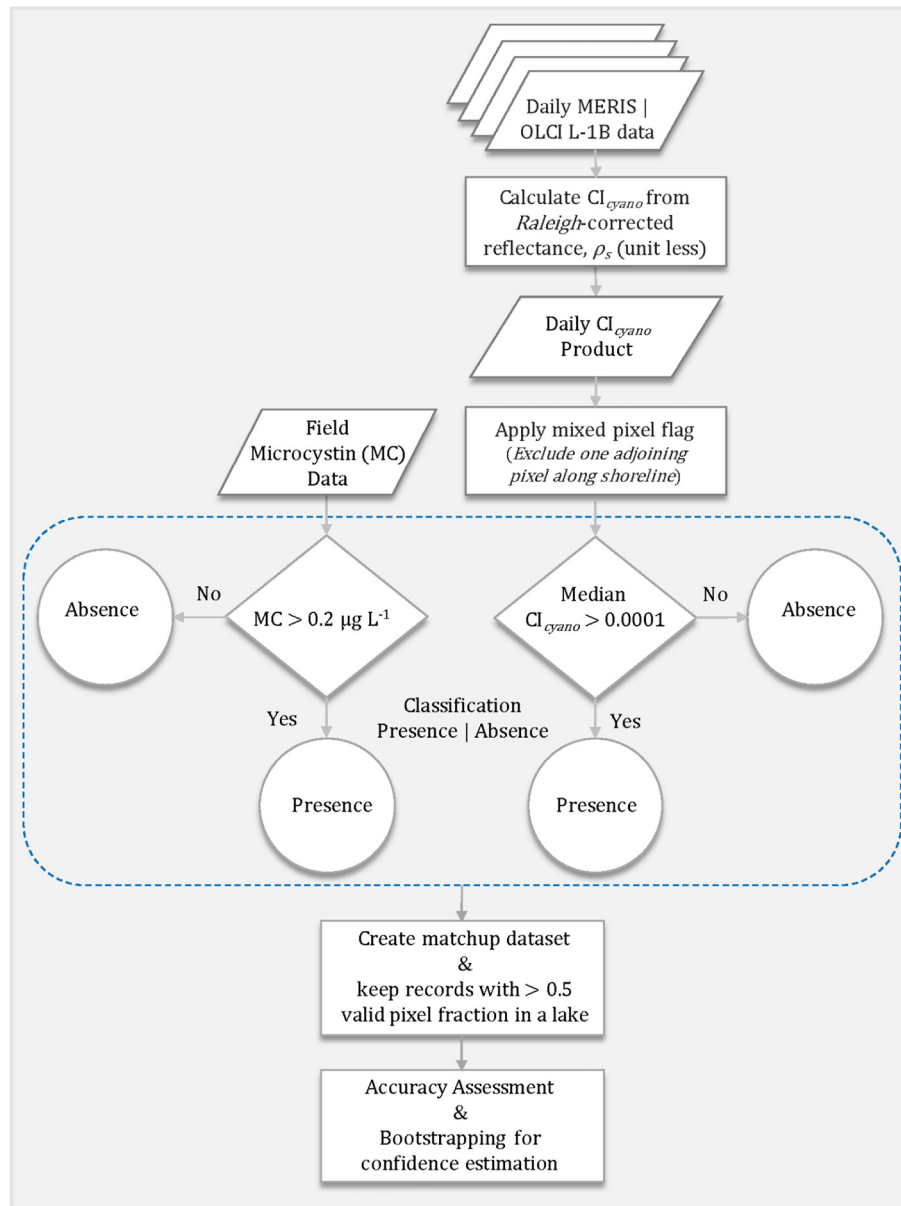 Daily MERIS |
OLCI L-1B data
Calculate CIcyano from
Raleigh-corrected
reflectance, ρs (unit less)
Daily CIcyano
Product
Field
Microcystin (MC)
Data
Apply mixed pixel flag
(Exclude one adjoining
pixel along shoreline)
Absence
No
MC > 0.2 µg L-1
Median
CIcyano > 0.0001
No
Absence
Yes
Classification
Presence | Absence
Yes
Presence
Presence
Create matchup dataset
&
keep records with > 0.5
valid pixel fraction in a lake
Accuracy Assessment
&
Bootstrapping for
confidence estimation